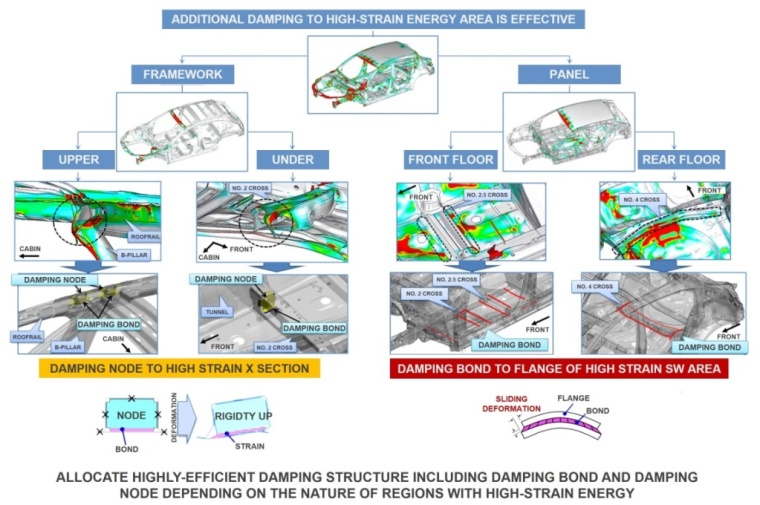 ADDITIONAL DAMPING TO HIGH-STRAIN ENERGY AREA IS EFFECTIVE
FRAMEWORK
PANEL
UPPER
UNDER
FRONT FLOOR
REAR FLOOR
ROOFRAIL
CABIN
B-PILLAR
NO. 2 CROSS
CABIN
FRONT
FRONT
NO. 2.5 CROSS
NO. 4 CROSS
FRONT
DAMPING NODE
DAMPING BOND
ROOFRAIL
B-PILLAR
CABIN
DAMPING NODE
TUNNEL
DAMPING BOND
FRONT
NO. 2 CROSS
NO. 2.5 CROSS
NO. 2 CROSS
DAMPING BOND
FRONT
NO. 4 CROSS
FRONT
DAMPING BOND
DAMPING NODE TO HIGH STRAIN X SECTION
DAMPING BOND TO FLANGE OF HIGH STRAIN SW AREA
NODE
BOND
DEFORMATION
RIGIDTY UP
STRAIN
SLIDING
DEFORMATION
FLANGE
BOND
ALLOCATE HIGHLY-EFFICIENT DAMPING STRUCTURE INCLUDING DAMPING BOND AND DAMPING
NODE DEPENDING ON THE NATURE OF REGIONS WITH HIGH-STRAIN ENERGY